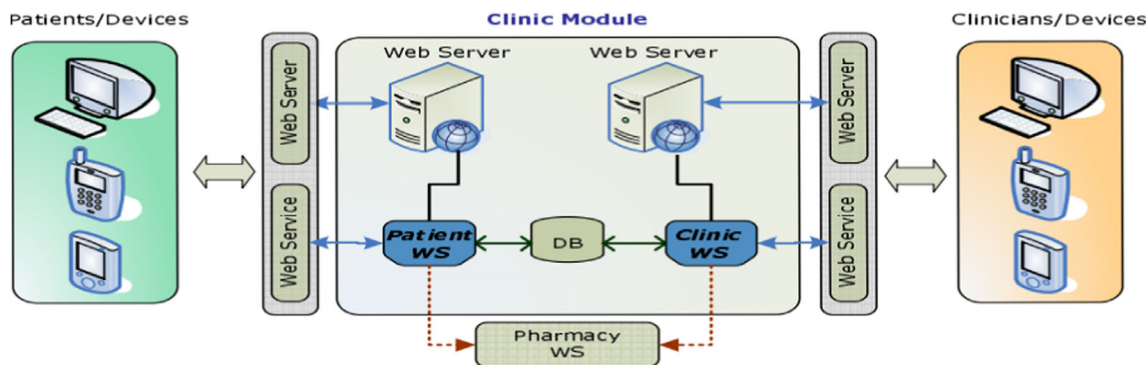 Patients/Devices
Clinic Module
Clinicians/Devices
Web Server
Web Server
Web Server
Web Server
Web Service
Web Service
Patient
WS
DB
Clinic
WS
Pharmacy
WS